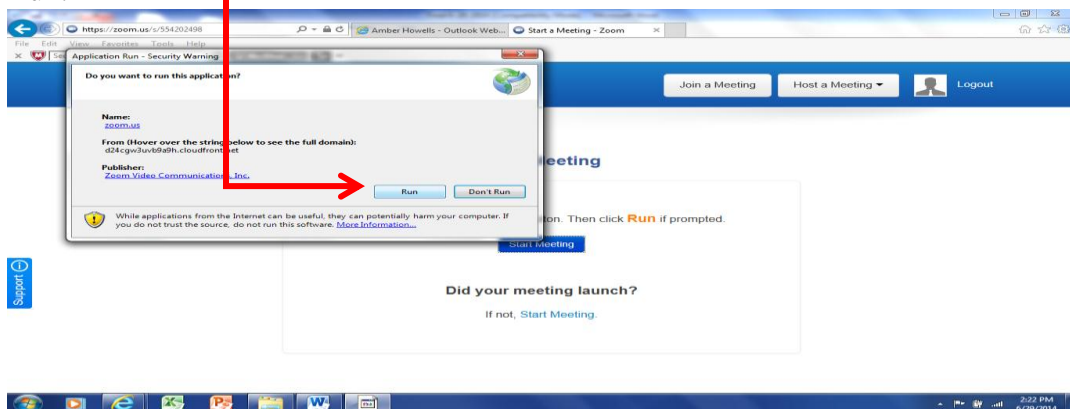 https://zoom.us/s/554202498
Amber Howells - Outlook Web...
Start a Meeting - Zoom
File Edit View Favorites Tools Help
Application Run - Security Warning
Do you want to run this application?
Join a Meeting
Host a Meeting
Logout
Name:
zoom.us
From (Hover over the string below to see the full domain):
d24cgw3uvb9a9h.cloudfront.net
Publisher:
Zoom Video Communications, Inc.
Run
Don't Run
eeting
While applications from the Internet can be useful, they can potentially harm your computer. If
you do not trust the source, do not run this software. More Information...
ton. Then click Run if prompted.
Start Meeting
Support
Did your meeting launch?
If not, Start Meeting.
2:22 PM
6/29/2014